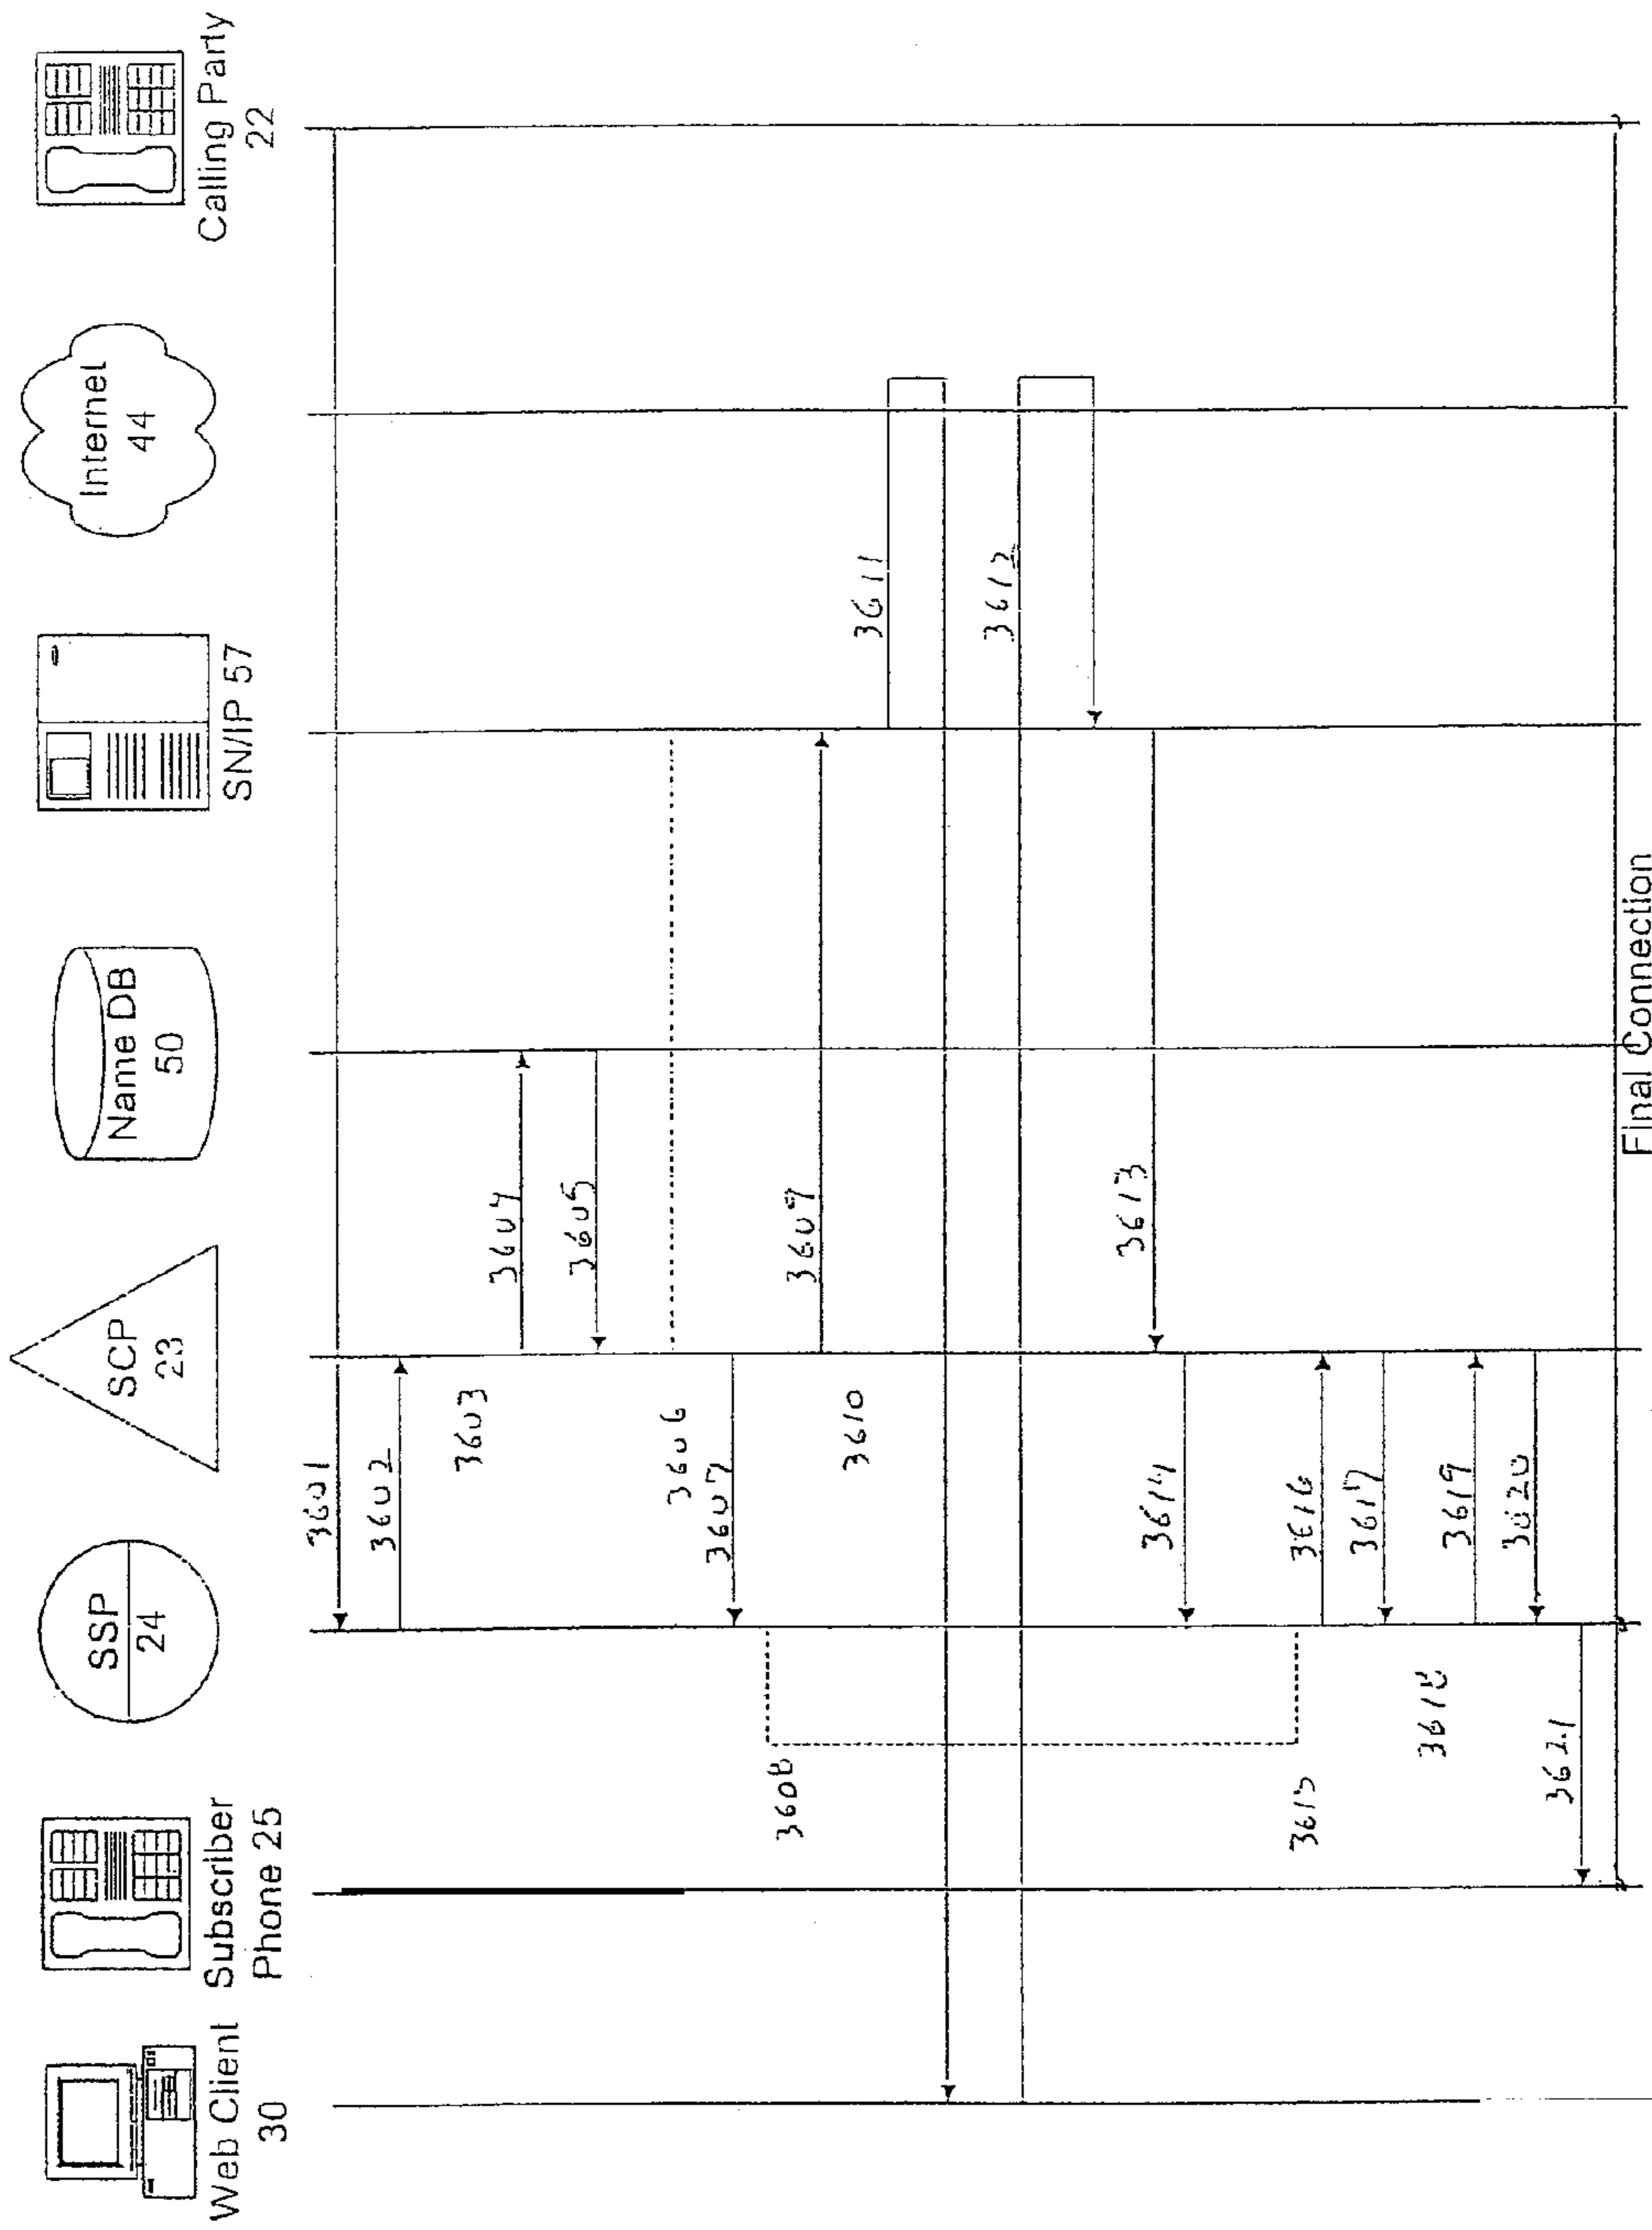 Web Client
30
Subscriber
Phone 25
SSP
24
SCP
23
Name DB
50
SN/IP 57
Internet
44
Calling Party
22
3601
3602
3603
3604
3605
3606
3607
3608
3609
3610
3611
3612
3613
3614
3615
3616
3617
3618
3619
3620
3621
Final Connection